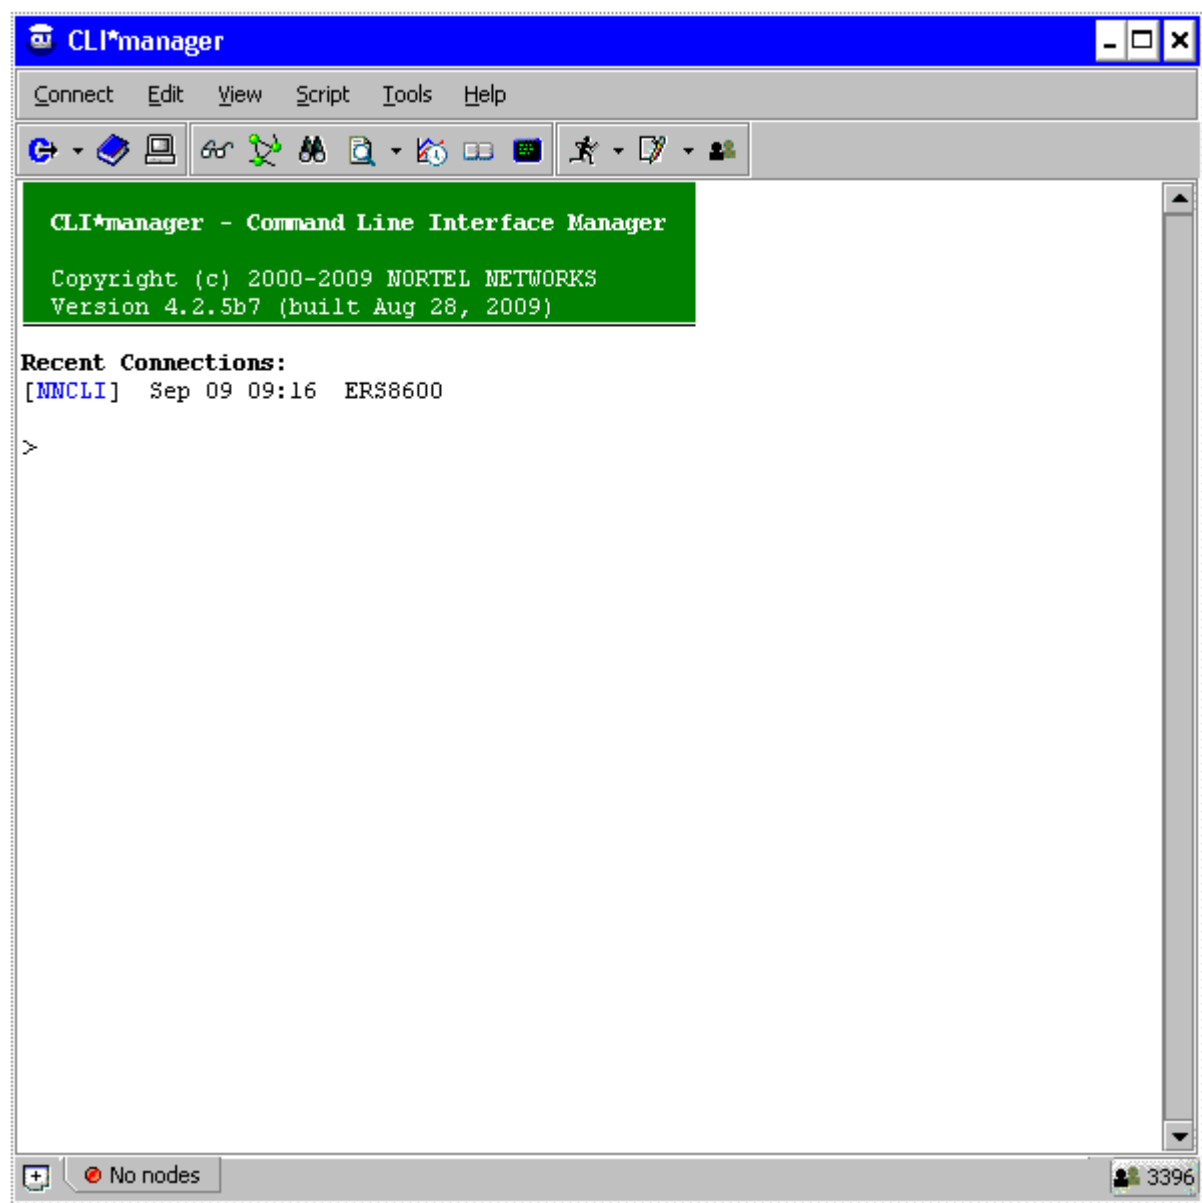 CLI*manager
Connect Edit View Script Tools Help
CLI*manager - Command Line Interface Manager
Copyright (c) 2000-2009 NORTEL NETWORKS
Version 4.2.5b7 (built Aug 28, 2009)
Recent Connections:
[NNCLI] Sep 09 09:16 ERS8600
>
No nodes
3396